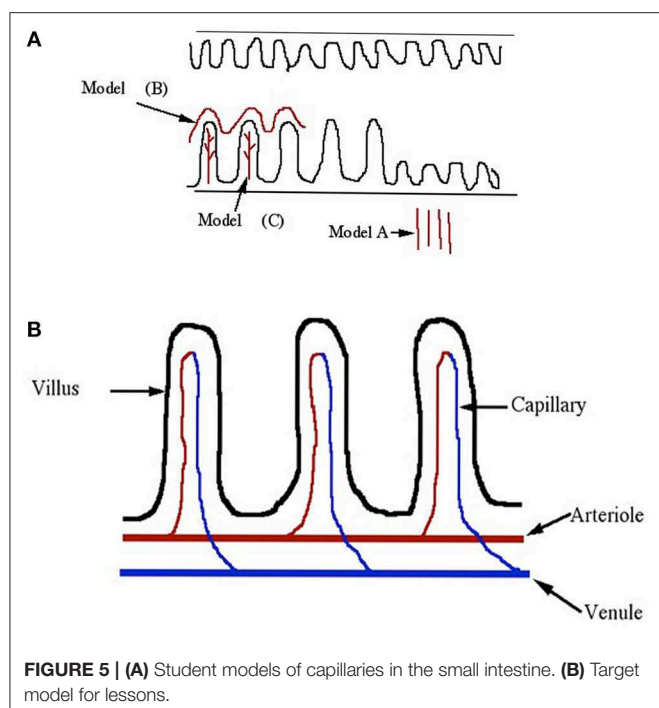 A
Model (B)
Model (C)
Model A
B
Villus
Capillary
Arteriole
Venule
FIGURE 5 | (A) Student models of capillaries in the small intestine. (B) Target
model for lessons.